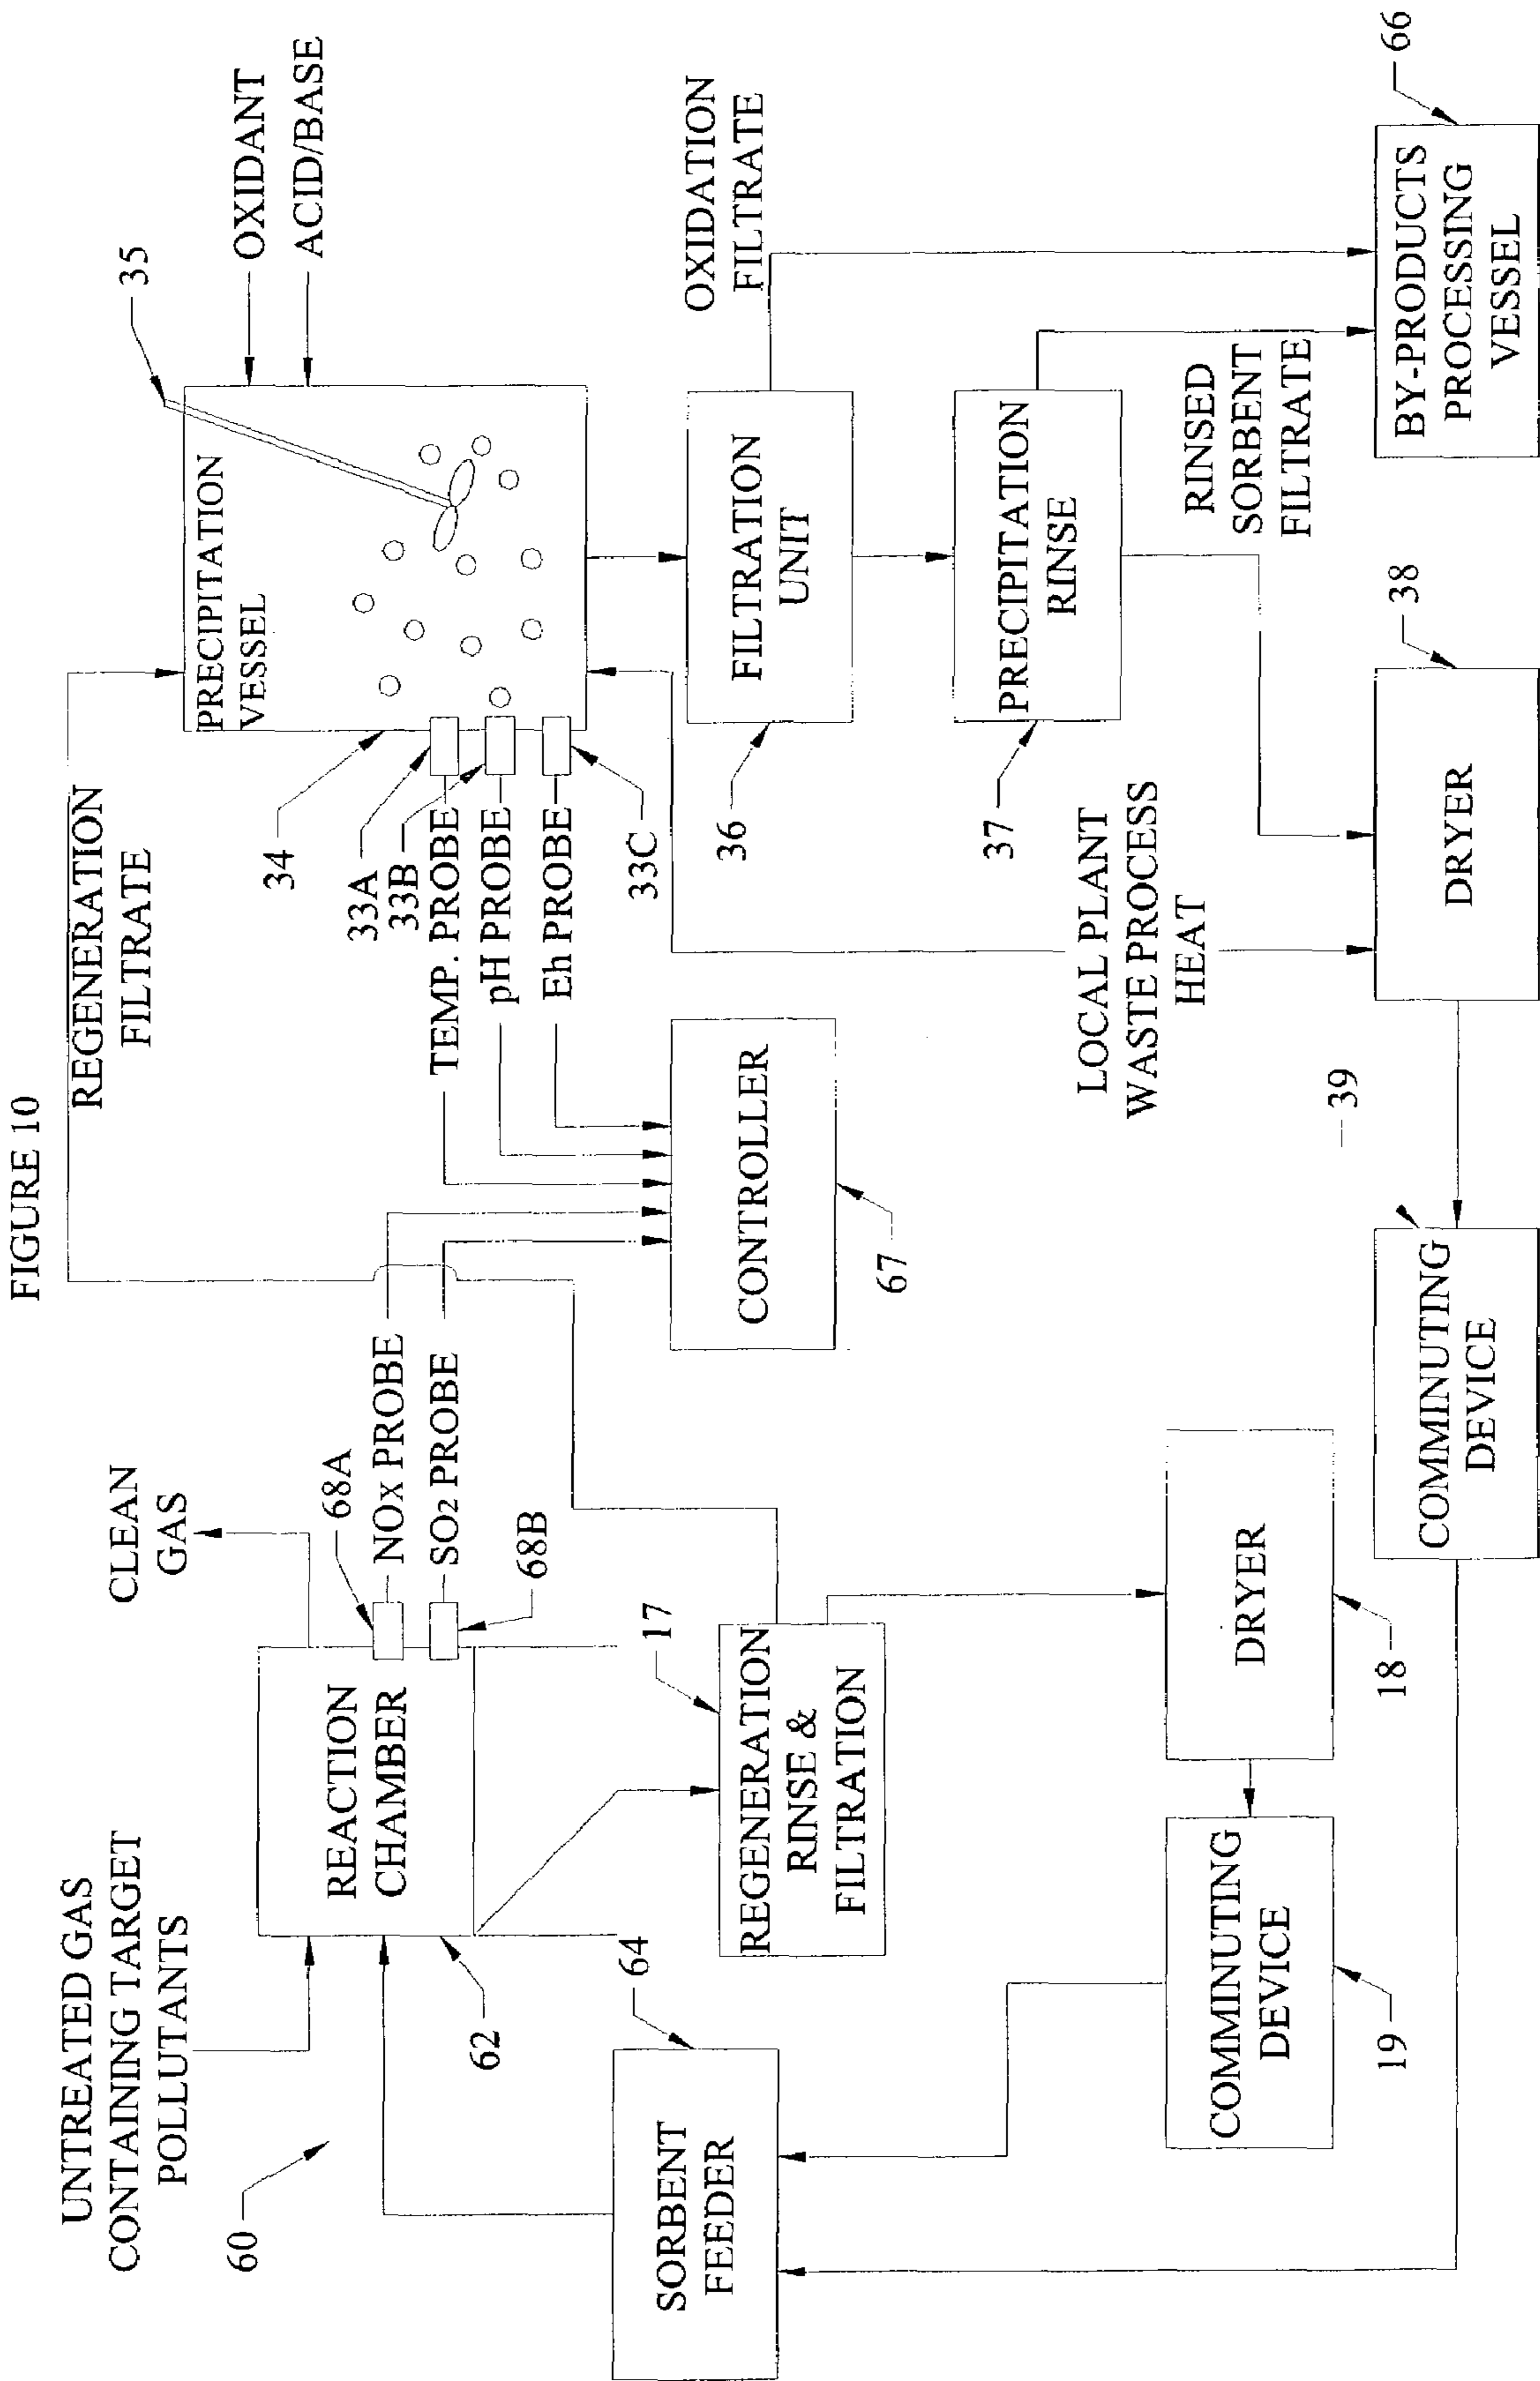 FIGURE 10
UNTREATED GAS
CONTAINING TARGET
POLLUTANTS
60
CLEAN
GAS
REACTION
CHAMBER
62
68A
NOX PROBE
SO2 PROBE
68B
REGENERATION
FILTRATE
PRECIPITATION
VESSEL
35
OXIDANT
ACID/BASE
34
33A
33B
TEMP. PROBE
pH PROBE
Eh PROBE
33C
64
SORBENT
FEEDER
17
REGENERATION
RINSE &
FILTRATION
CONTROLLER
67
FILTRATION
UNIT
36
OXIDATION
FILTRATE
PRECIPITATION
RINSE
37
LOCAL PLANT
WASTE PROCESS
HEAT
RINSED
SORBENT
FILTRATE
COMMINUTING
DEVICE
19
DRYER
18
39
COMMINUTING
DEVICE
DRYER
38
BY-PRODUCTS
PROCESSING
VESSEL
66